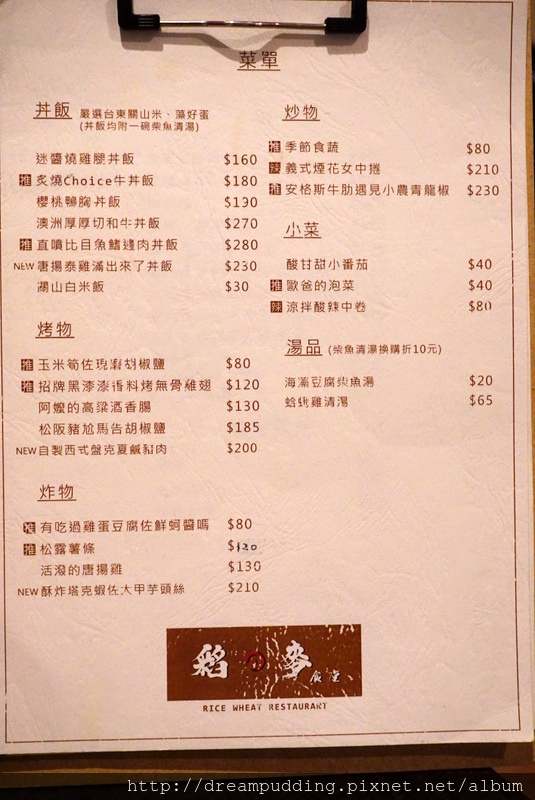 菜單
丼飯 嚴選台東關山米、藻好蛋
(丼飯均附一碗柴魚清湯)
迷醬燒雞腿丼飯 $160
推 炙燒Choice牛丼飯 $180
櫻桃鴨胸丼飯 $190
澳洲厚厚切和牛丼飯 $270
推 直噴比目魚鰭邊肉丼飯 $280
NEW 唐揚泰雞滿出來了丼飯 $230
關山白米飯 $30
烤物
推 玉米筍佐玫瑰胡椒鹽 $80
推 招牌黑漆漆香料烤無骨雞翅 $120
阿嬤的高粱酒香腸 $130
松阪豬尬馬告胡椒鹽 $185
NEW 自製西式盤克夏鹹豬肉 $200
炸物
推 有吃過雞蛋豆腐佐鮮蚵醬嗎 $80
推 松露薯條 $120
活潑的唐揚雞 $130
NEW 酥炸塔克蝦佐大甲芋頭絲 $210
炒物
推 季節食蔬 $80
辣 義式煙花女中捲 $210
推 安格斯牛肋遇見小農青龍椒 $230
小菜
酸甘甜小番茄 $40
推 歐爸的泡菜 $40
辣 涼拌酸辣中卷 $80
湯品 (柴魚清湯換購折10元)
海瀨豆腐柴魚湯 $20
蛤蜊雞清湯 $65
稻の麥
食堂
RICE WHEAT RESTAURANT
http://dreampudding.pixnet.net/album